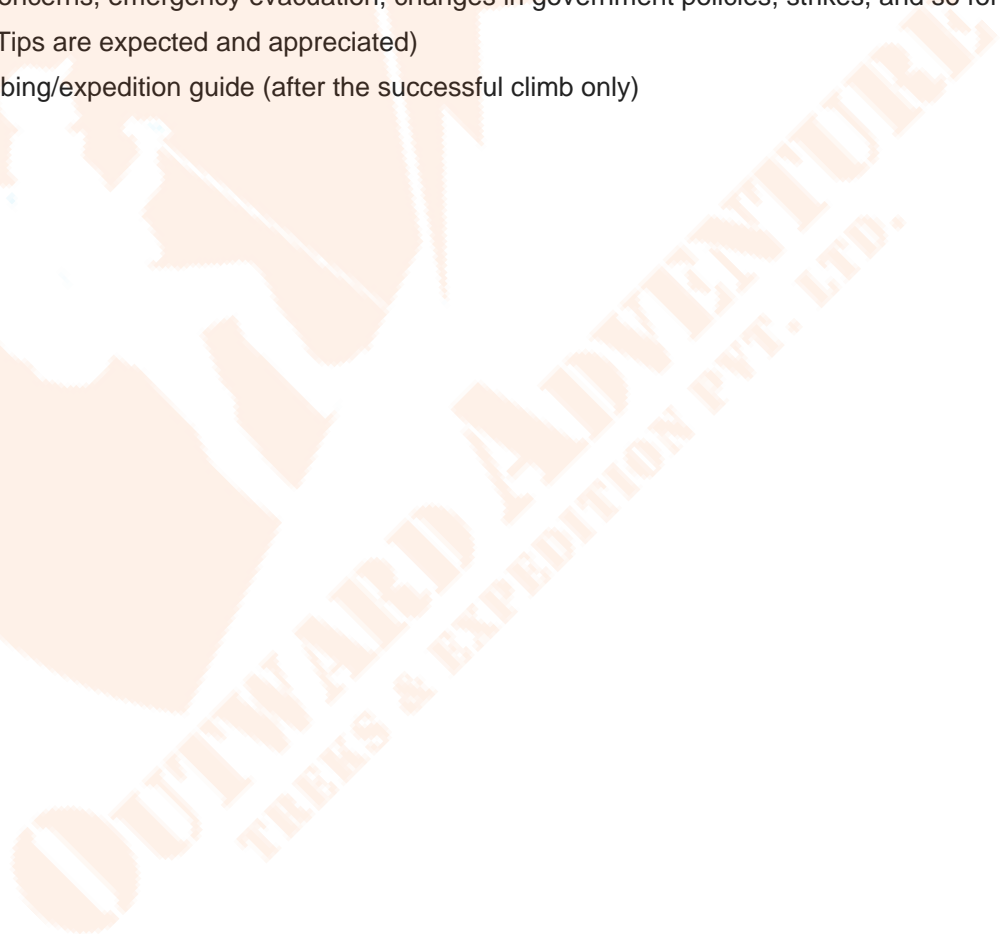 concerns, emergency evacuation, changes in government policies, strikes, and so for
Tips are expected and appreciated)
bing/expedition guide (after the successful climb only)
OUTWARD ADVENTURE
TREKS & EXPEDITION PVT. LTD.